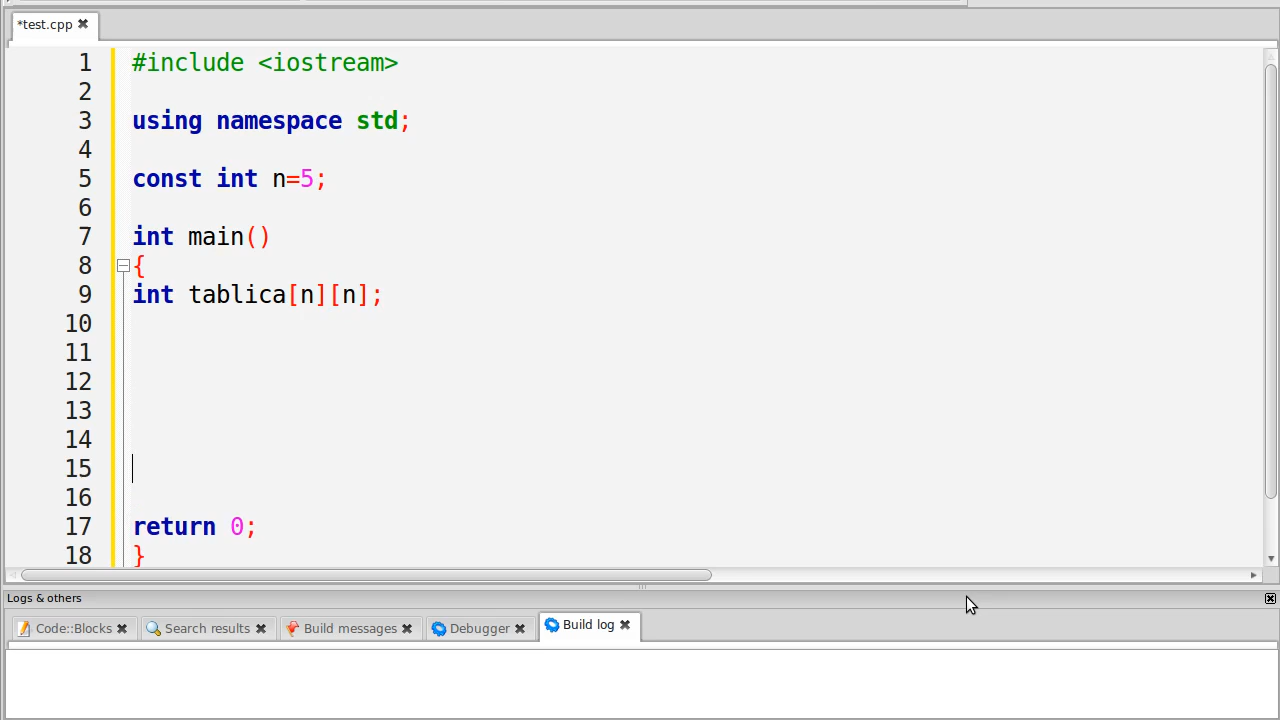 *test.cpp
1 #include <iostream>
2
3 using namespace std;
4
5 const int n=5;
6
7 int main()
8 {
9 int tablica[n][n];
10
11
12
13
14
15
16
17 return 0;
18 }
Logs & others
Code::Blocks Search results Build messages Debugger Build log